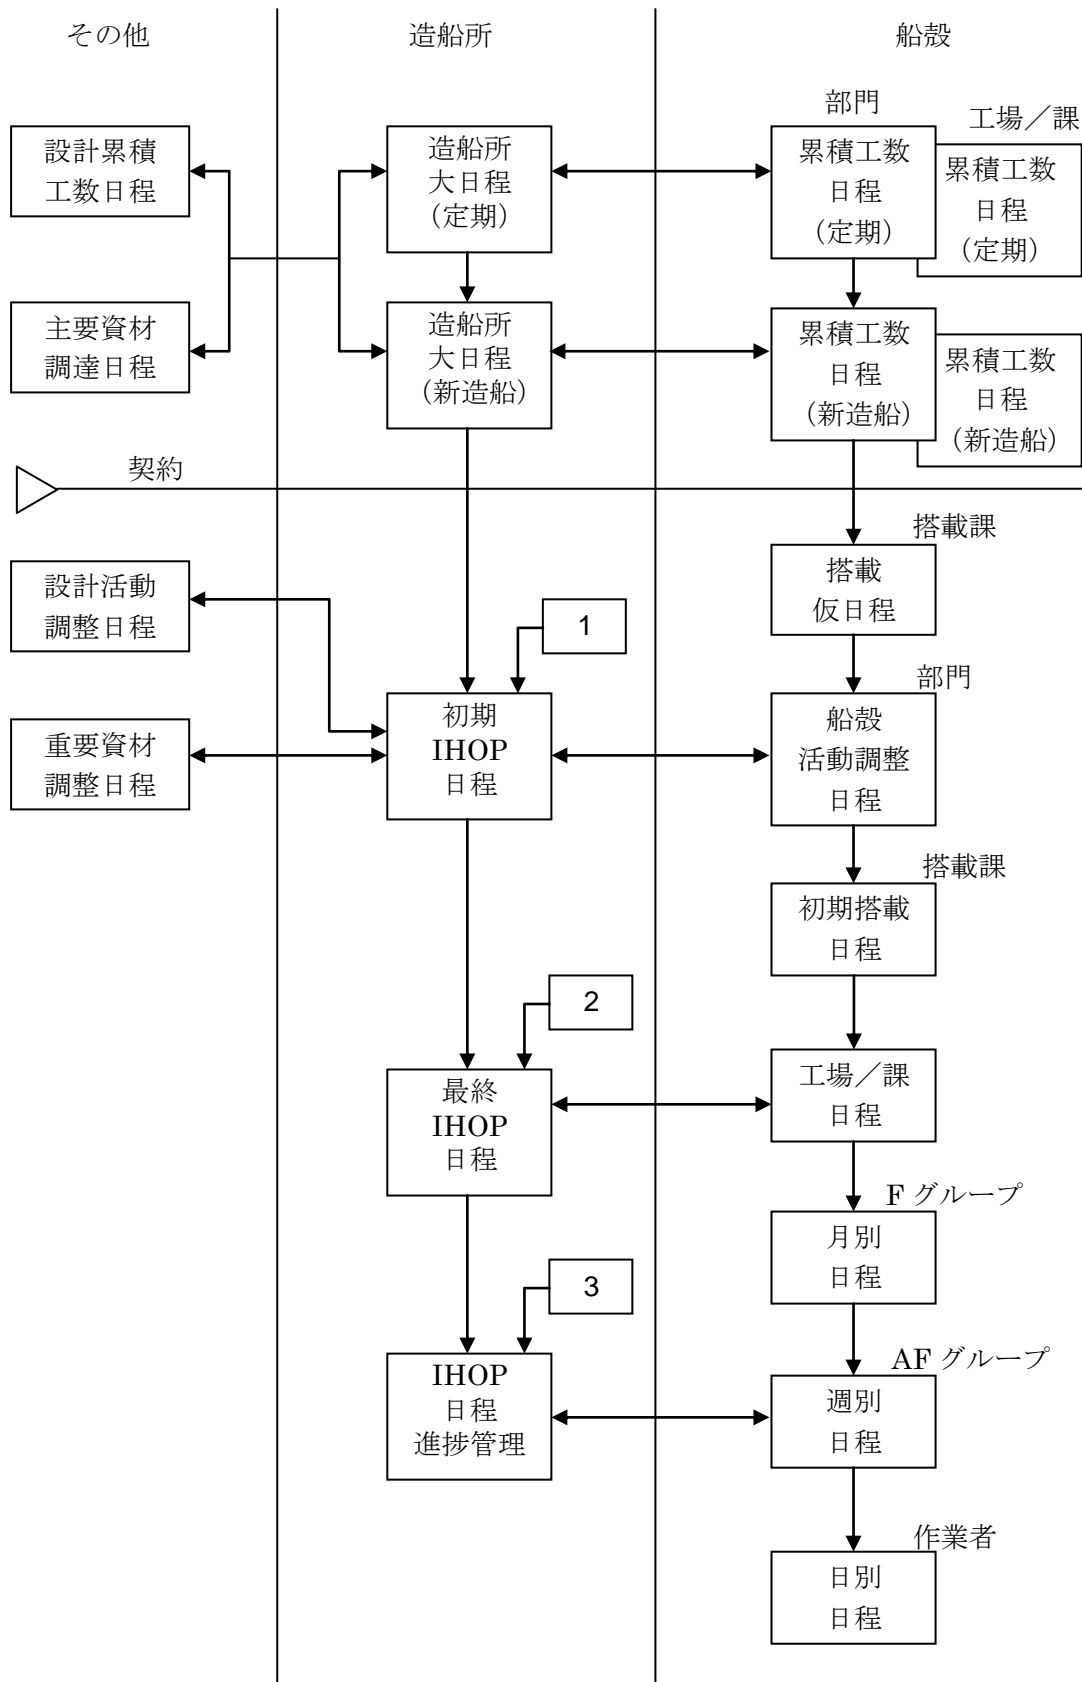 その他
造船所
船殻
部門
工場／課
設計累積
工数日程
造船所
大日程
（定期）
累積工数
日程
（定期）
累積工数
日程
（定期）
主要資材
調達日程
造船所
大日程
（新造船）
累積工数
日程
（新造船）
累積工数
日程
（新造船）
契約
搭載課
搭載
仮日程
設計活動
調整日程
1
部門
重要資材
調整日程
初期
IHOP
日程
船殻
活動調整
日程
搭載課
初期搭載
日程
2
最終
IHOP
日程
工場／課
日程
F グループ
月別
日程
3
AF グループ
IHOP
日程
進捗管理
週別
日程
作業者
日別
日程